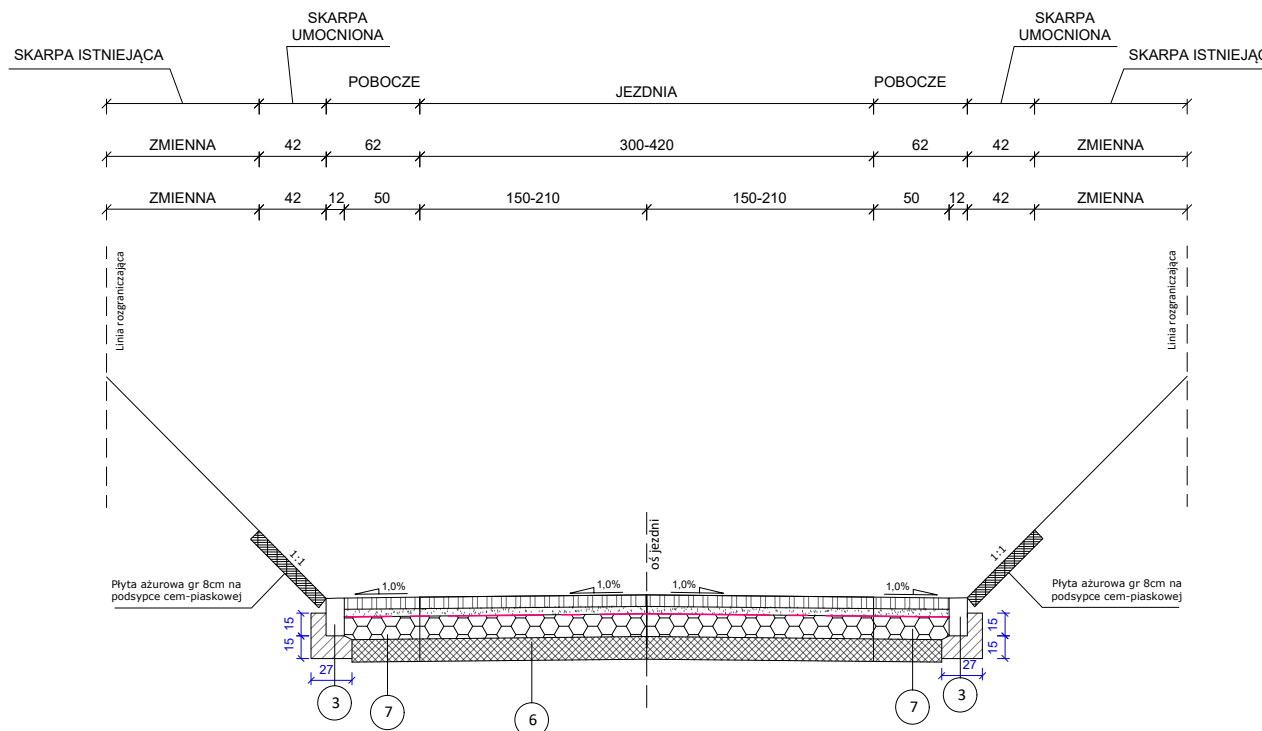 SKARPA
UMOCNIONA
SKARPA
UMOCNIONA
SKARPA ISTNIEJĄCA
SKARPA ISTNIEJĄC
POBOCZE
JEZDNIA
POBOCZE
ZMIENNA 42 62 300-420 62 42 ZMIENNA
ZMIENNA 42 12 50 150-210 150-210 50 12 42 ZMIENNA
Linia rozgraniczająca
Linia rozgraniczająca
oś jezdni
1:1
1:1
Płyta ażurowa gr 8cm na
podsypce cem-piaskowej
1,0%
1,0%
1,0%
1,0%
Płyta ażurowa gr 8cm na
podsypce cem-piaskowej
15
15
15
15
27
27
3
7
6
7
3